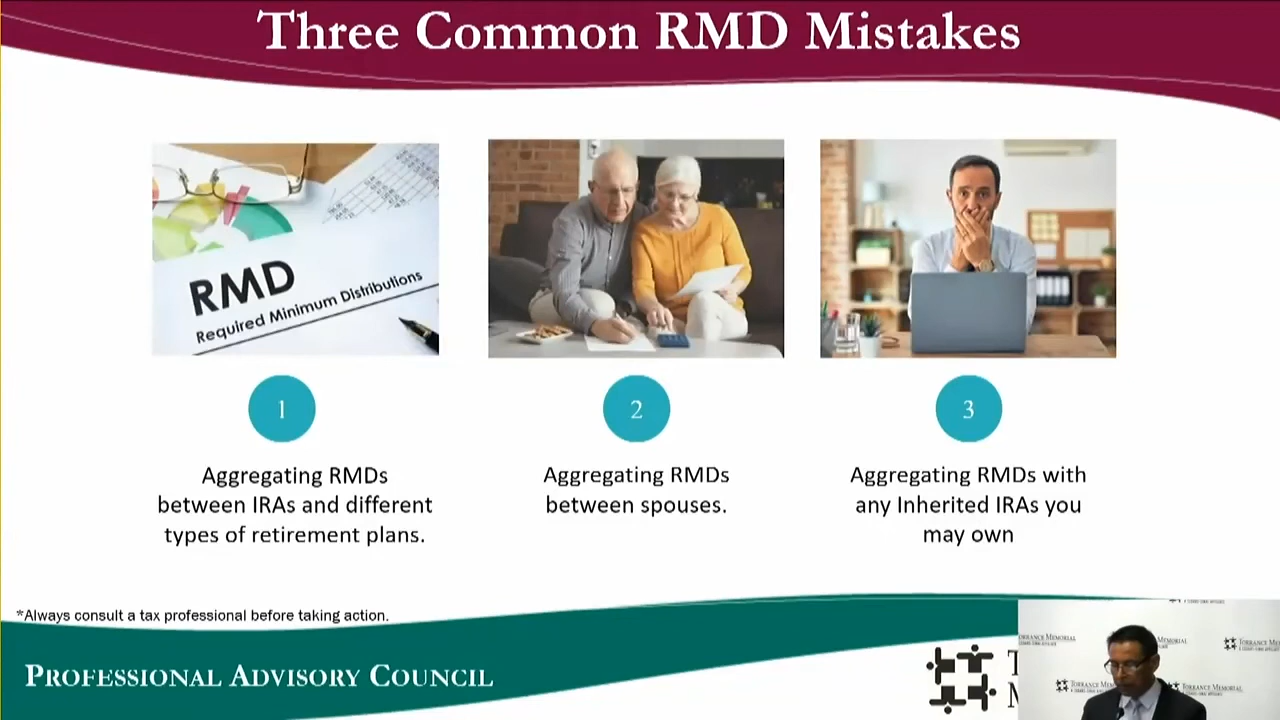 Three Common RMD Mistakes
RMD
Required Minimum Distributions
1
2
3
Aggregating RMDs
between IRAs and different
types of retirement plans.
Aggregating RMDs
between spouses.
Aggregating RMDs with
any Inherited IRAs you
may own
*Always consult a tax professional before taking action.
PROFESSIONAL ADVISORY COUNCIL
T
M
TORRANCE MEMORIAL